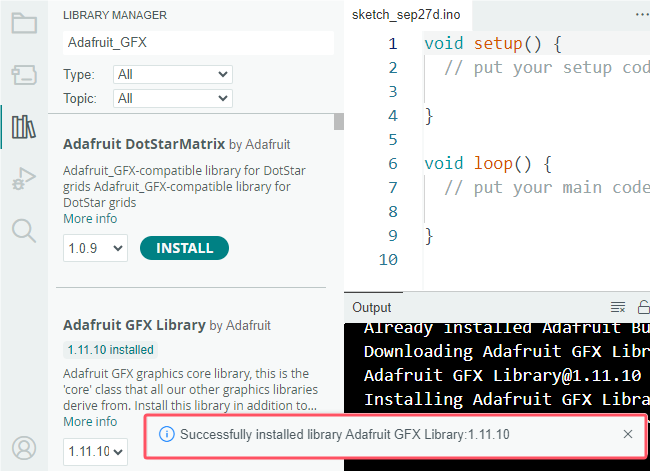 LIBRARY MANAGER
Adafruit_GFX
Type: All
Topic: All
Adafruit DotStarMatrix by Adafruit
Adafruit_GFX-compatible library for DotStar
grids Adafruit_GFX-compatible library for
DotStar grids
More info
1.0.9 INSTALL
Adafruit GFX Library by Adafruit
1.11.10 installed
Adafruit GFX graphics core library, this is the
'core' class that all our other graphics libraries
derive from. Install this library in addition to...
More info
1.11.10
sketch_sep27d.ino ...
1 void setup() {
2 // put your setup cod
3
4 }
5
6 void loop() {
7 // put your main code
8
9 }
10
Output
Already installed Adafruit Bu
Downloading Adafruit GFX Libr
Adafruit GFX Library@1.11.10
Installing Adafruit GFX Libra
Successfully installed library Adafruit GFX Library:1.11.10